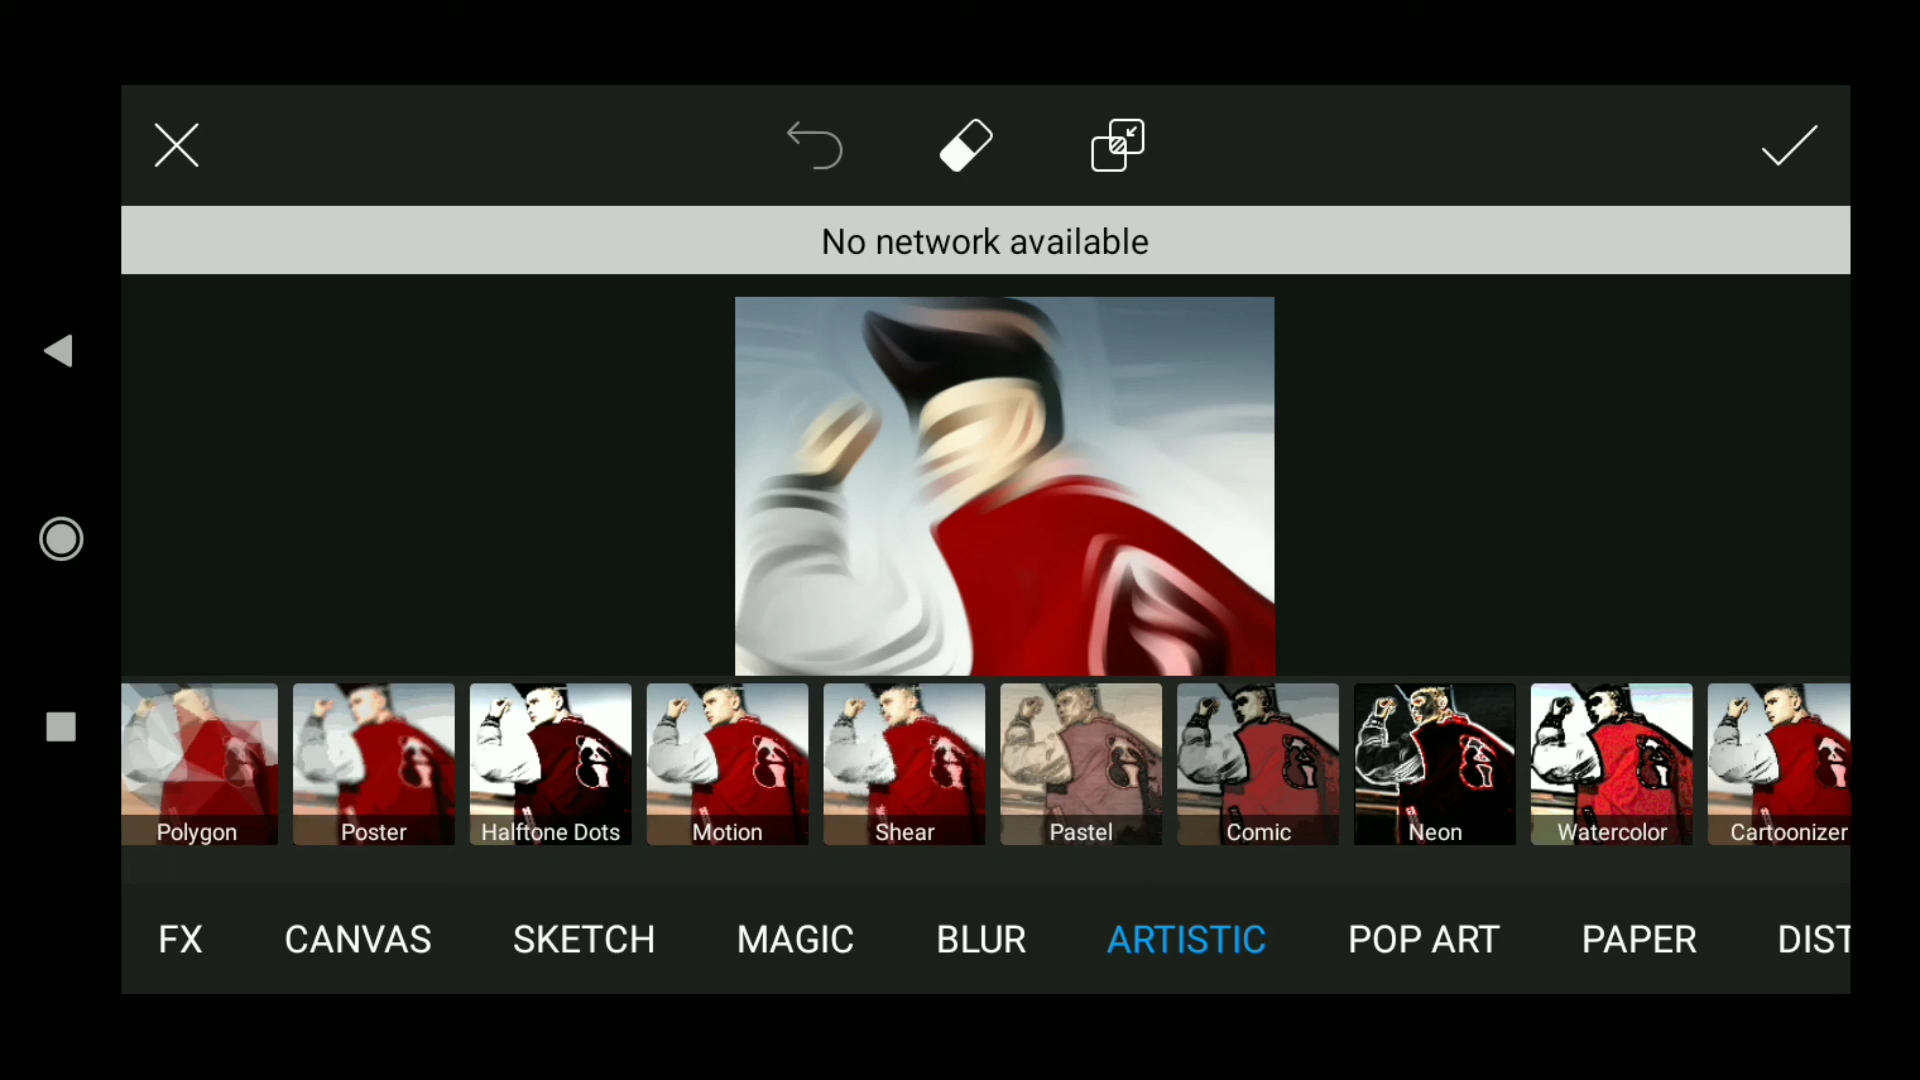 No network available
Polygon
Poster
Halftone Dots
Motion
Shear
Pastel
Comic
Neon
Watercolor
Cartoonizer
FX CANVAS SKETCH MAGIC BLUR ARTISTIC POP ART PAPER DIST